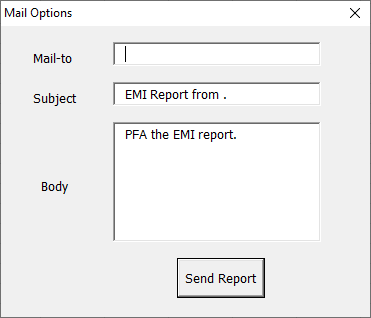 Mail Options
Mail-to
Subject
EMI Report from .
PFA the EMI report.
Body
Send Report